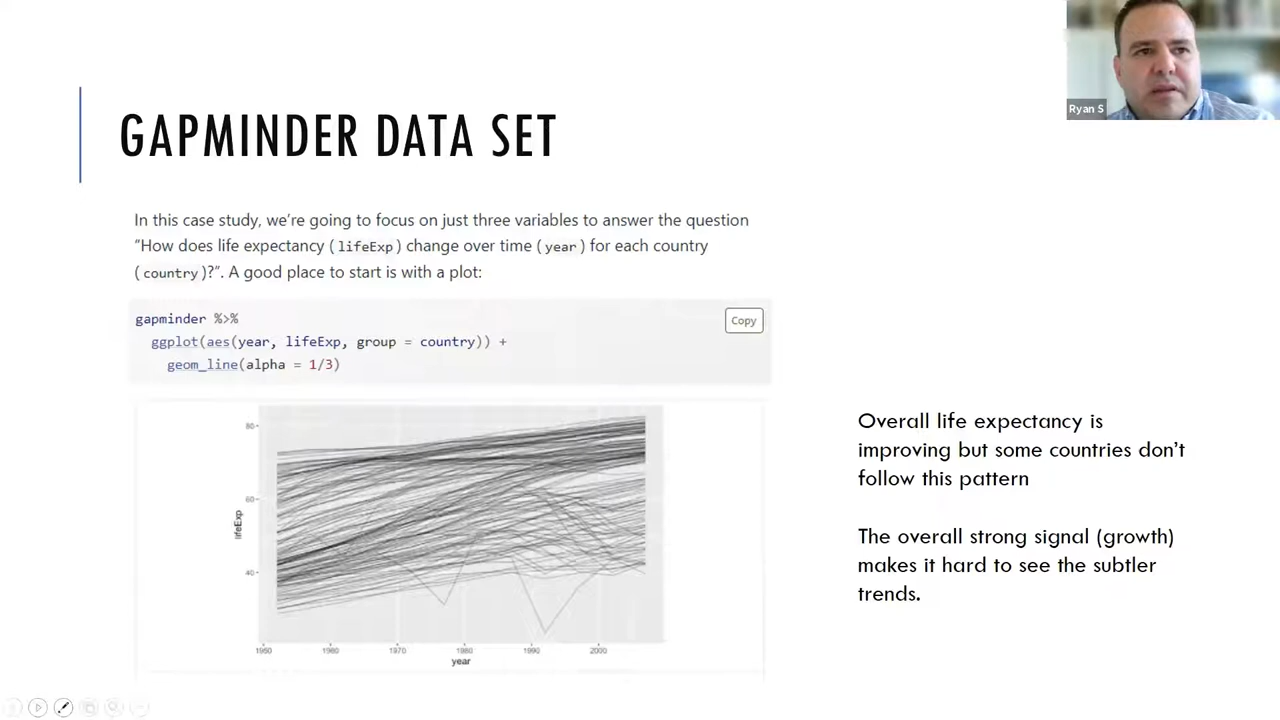 Ryan S
GAPMINDER DATA SET
In this case study, we're going to focus on just three variables to answer the question
“How does life expectancy (lifeExp) change over time (year) for each country
(country)?”. A good place to start is with a plot:
gapminder %>%
ggplot(aes(year, lifeExp, group = country)) +
geom_line(alpha = 1/3)
Copy
80
60
40
lifeExp
1950 1960 1970 1980 1990 2000
year
Overall life expectancy is
improving but some countries don't
follow this pattern
The overall strong signal (growth)
makes it hard to see the subtler
trends.